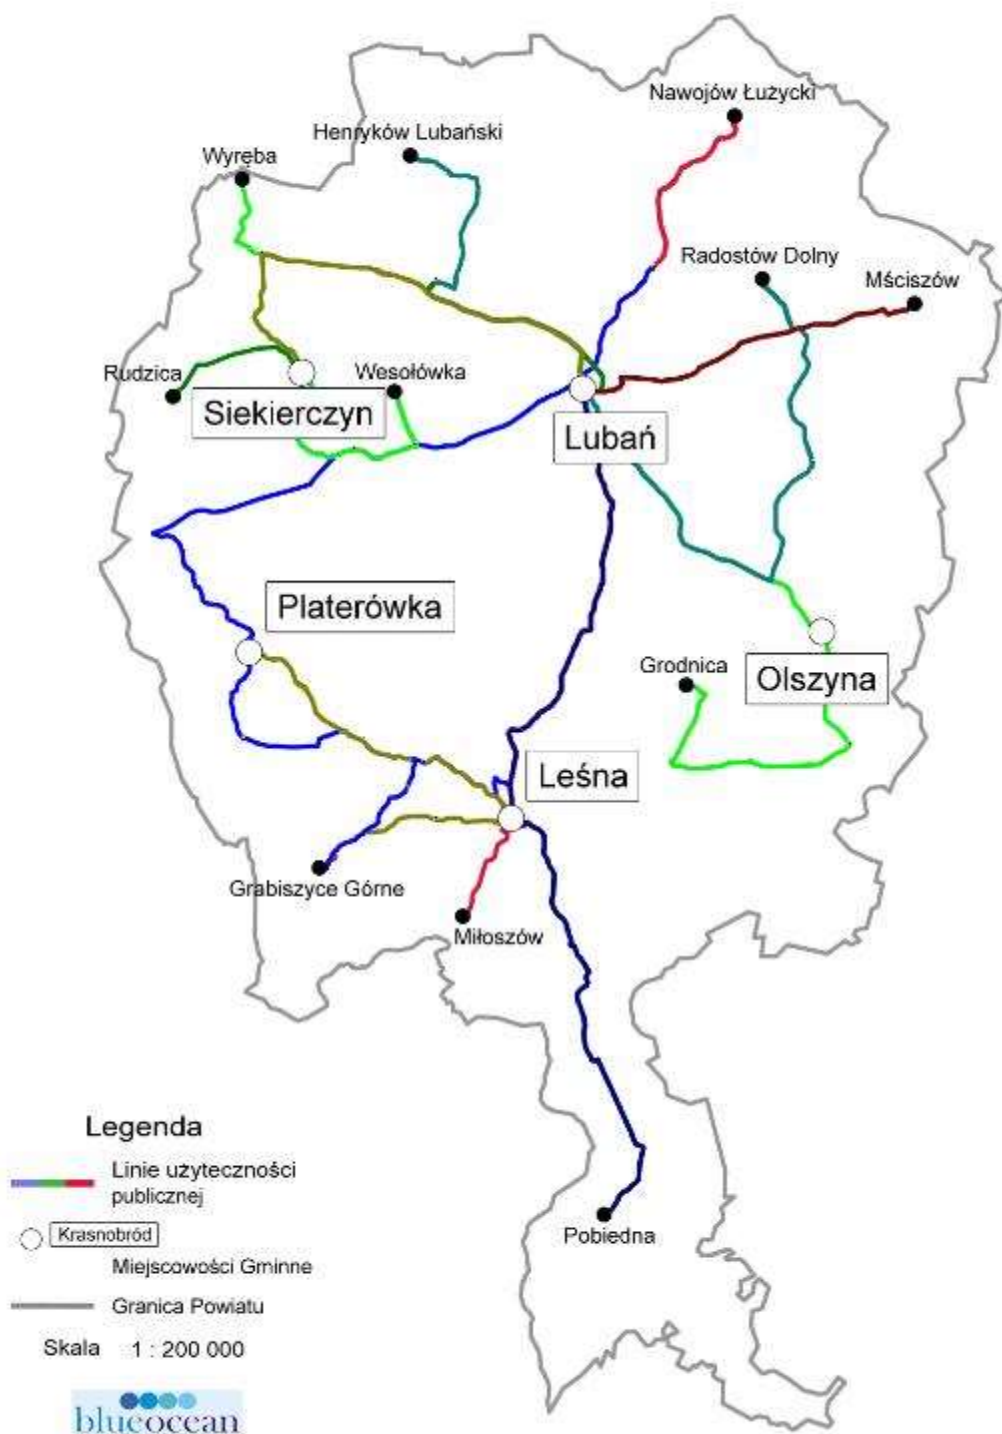 Nawojów Łużycki
Henryków Lubański
Wyręba
Radostów Dolny
Mściszów
Rudzica
Wesołówka
Siekierczyn
Lubań
Platerówka
Grodnica
Olszyna
Leśna
Grabiszyce Górne
Miłoszów
Pobiedna
Legenda
Linie użyteczności
publicznej
Krasnobród
Miejscowości Gminne
Granica Powiatu
Skala 1 : 200 000
blueocean